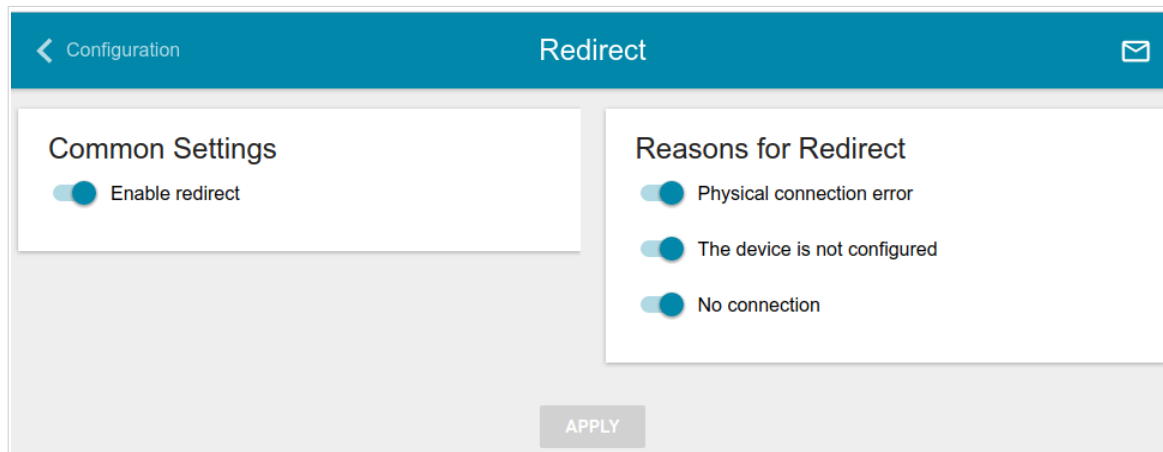 Configuration
Redirect
Common Settings
Enable redirect
Reasons for Redirect
Physical connection error
The device is not configured
No connection
APPLY